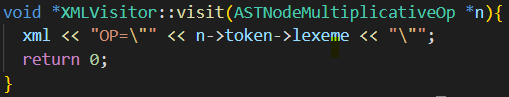 void *XMLVisitor::visit(ASTNodeMultiplicativeOp *n){
  xml << "OP=\"" << n->token->lexeme << "\"";
  return 0;
}